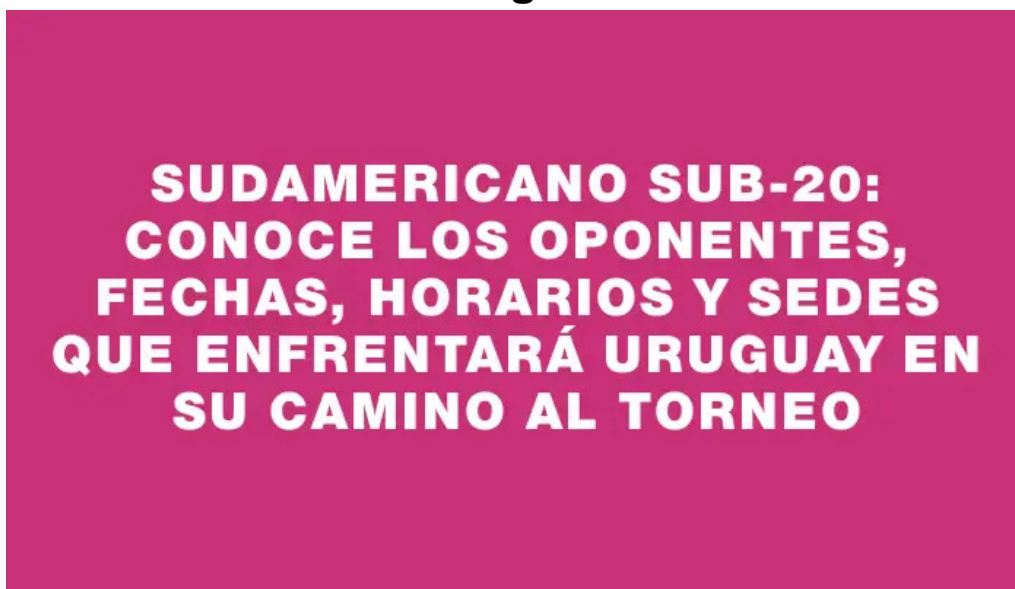 SUDAMERICANO SUB-20:
CONOCE LOS OPONENTES,
FECHAS, HORARIOS Y SEDES
QUE ENFRENTARÁ URUGUAY EN
SU CAMINO AL TORNEO